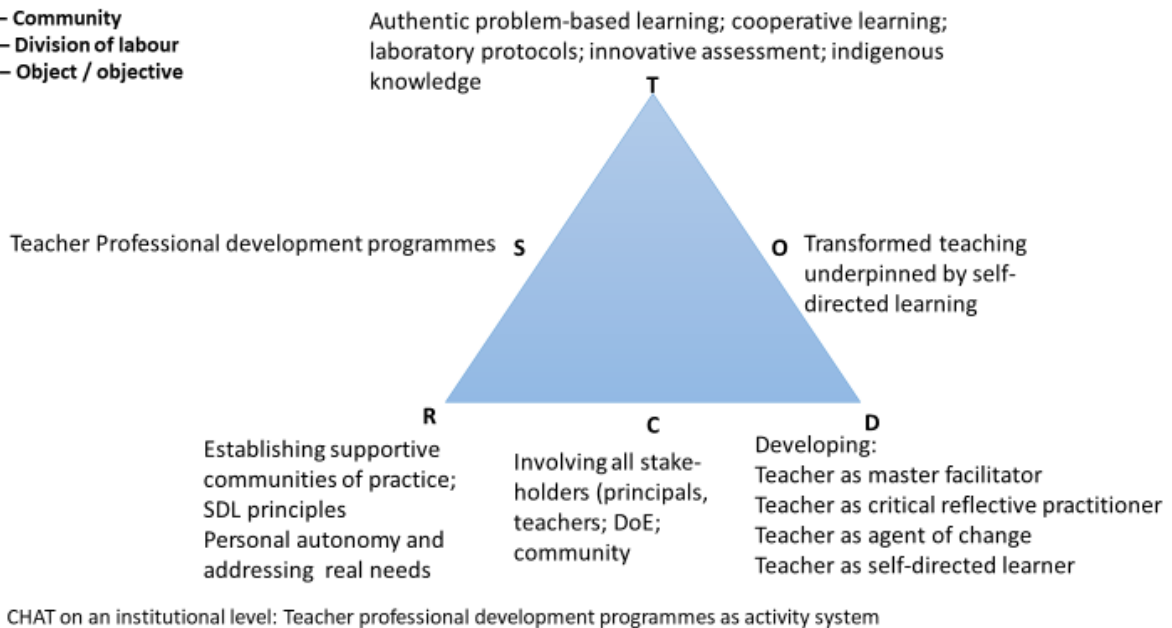 – Community
– Division of labour
– Object / objective
Authentic problem-based learning; cooperative learning;
laboratory protocols; innovative assessment; indigenous
knowledge
T
Teacher Professional development programmes
S
O
Transformed teaching
underpinned by self-
directed learning
R
Establishing supportive
communities of practice;
SDL principles
Personal autonomy and
addressing real needs
C
Involving all stake-
holders (principals,
teachers; DoE;
community
D
Developing:
Teacher as master facilitator
Teacher as critical reflective practitioner
Teacher as agent of change
Teacher as self-directed learner
CHAT on an institutional level: Teacher professional development programmes as activity system